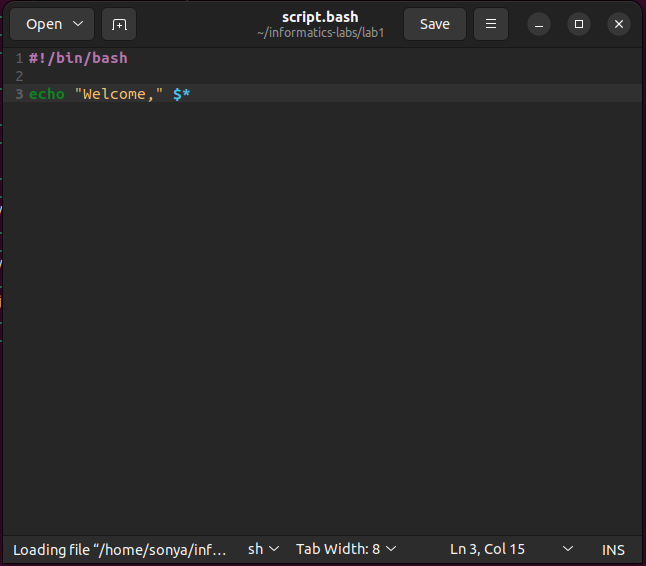 Open
script.bash
~/informatics-labs/lab1
Save
1 #!/bin/bash
2
3 echo "Welcome," $*
Loading file “/home/sonya/inf… sh Tab Width: 8 Ln 3, Col 15 INS